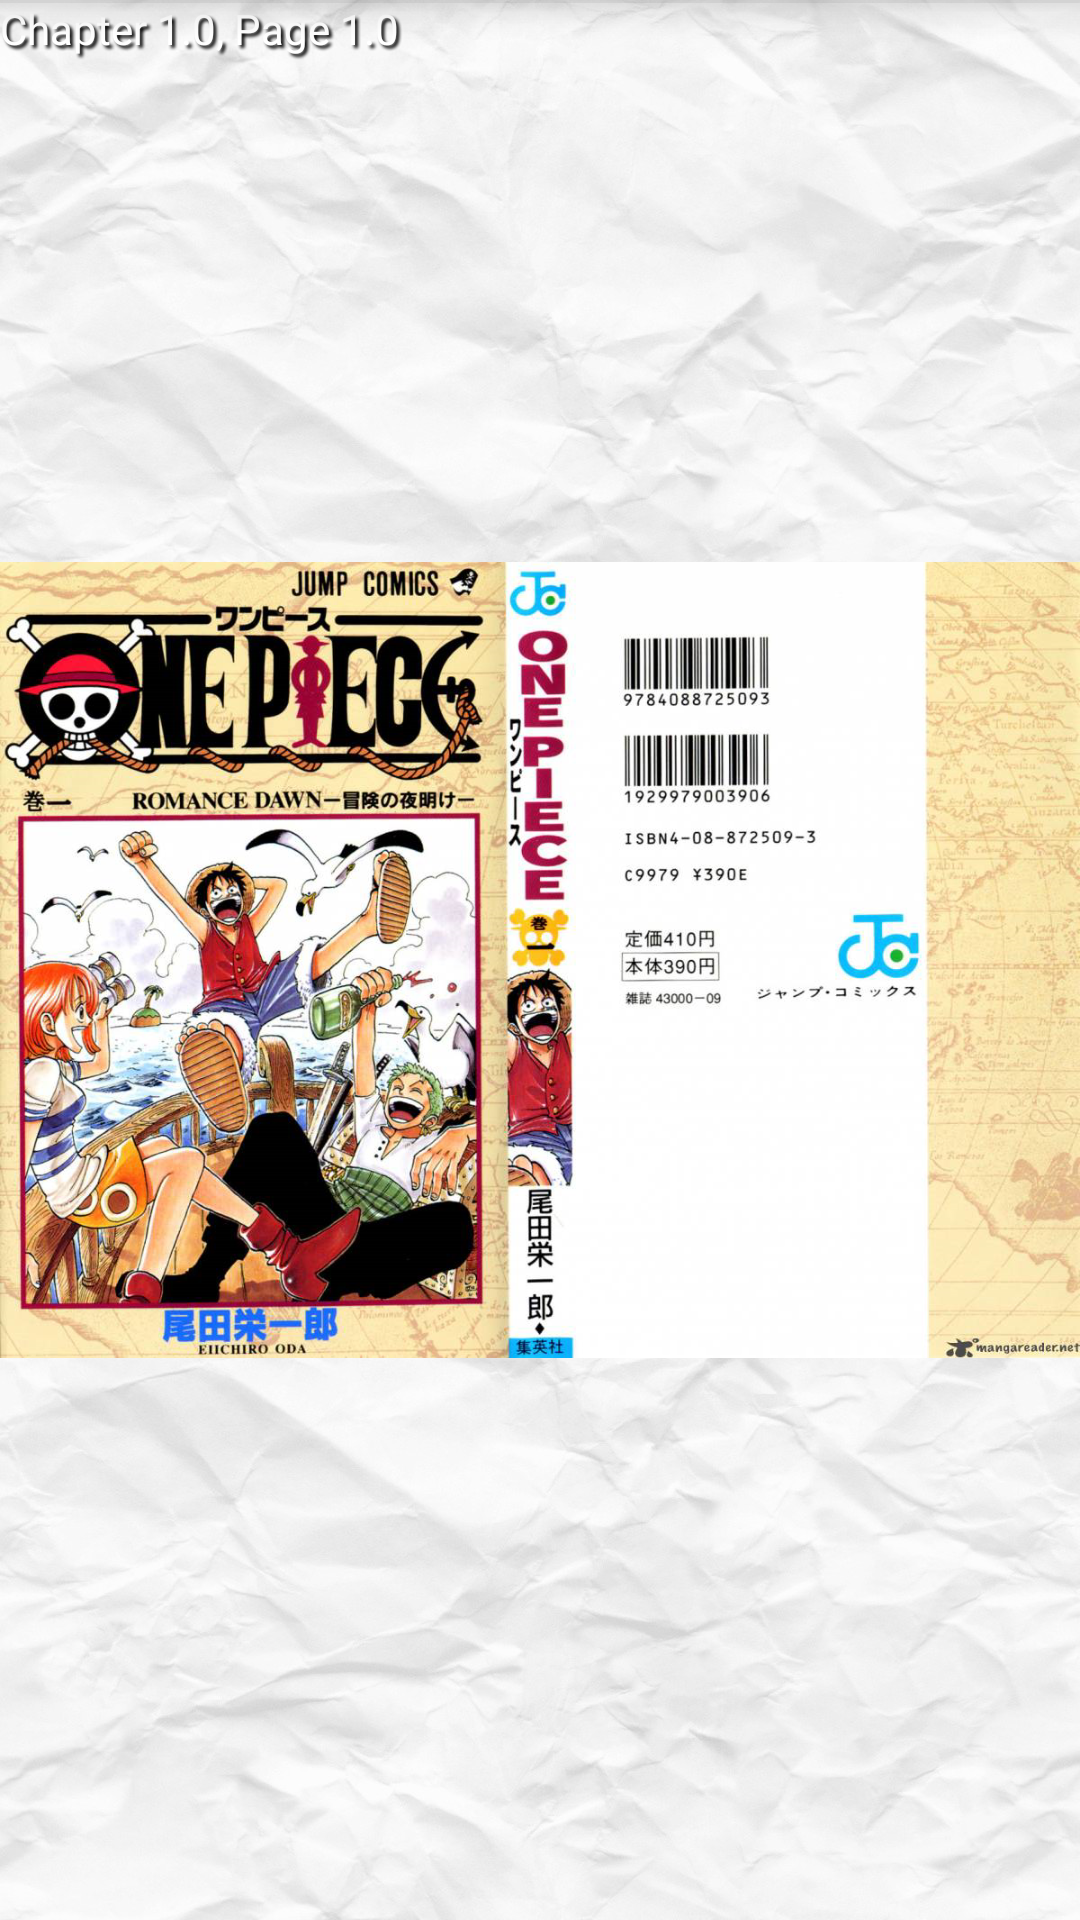 Chapter 1.0, Page 1.0
JUMP COMICS
ワンピース
ONE PIECE
巻一
ROMANCE DAWN—冒険の夜明け—
尾田栄一郎
EIICHIRO ODA
JC
ONE PIECE
ワンピース
巻一
尾田栄一郎
集英社
9784088725093
1929979003906
ISBN4-08-872509-3
C9979 ¥390E
定価410円
本体390円
雑誌 43000-09
JC
ジャンプ・コミックス
mangareader.net